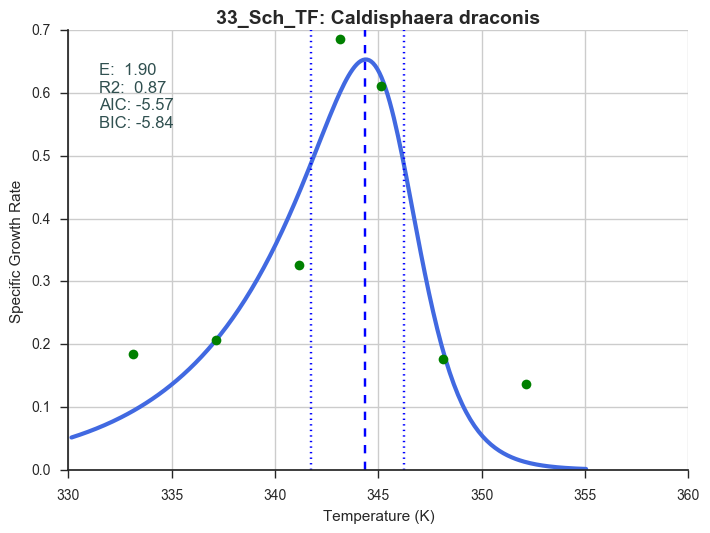 33_Sch_TF: Caldisphaera draconis
E:  1.90
R2:  0.87
AIC: -5.57
BIC: -5.84
Specific Growth Rate
0.7
0.6
0.5
0.4
0.3
0.2
0.1
0.0
330
335
340
345
350
355
360
Temperature (K)